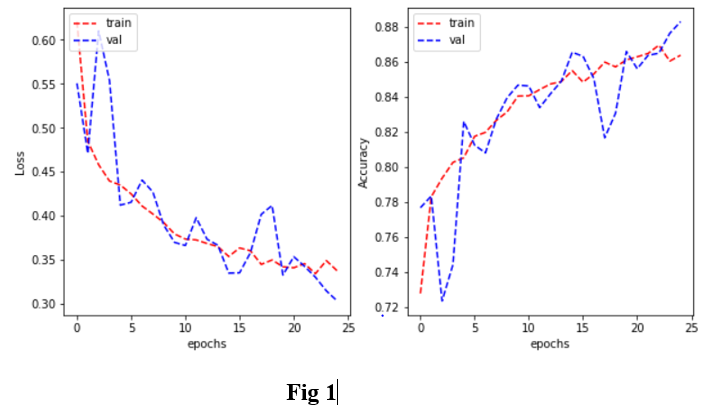 train
val
Loss
0.60
0.55
0.50
0.45
0.40
0.35
0.30
0 5 10 15 20 25
epochs
train
val
Accuracy
0.88
0.86
0.84
0.82
0.80
0.78
0.76
0.74
0.72
0 5 10 15 20 25
epochs
Fig 1